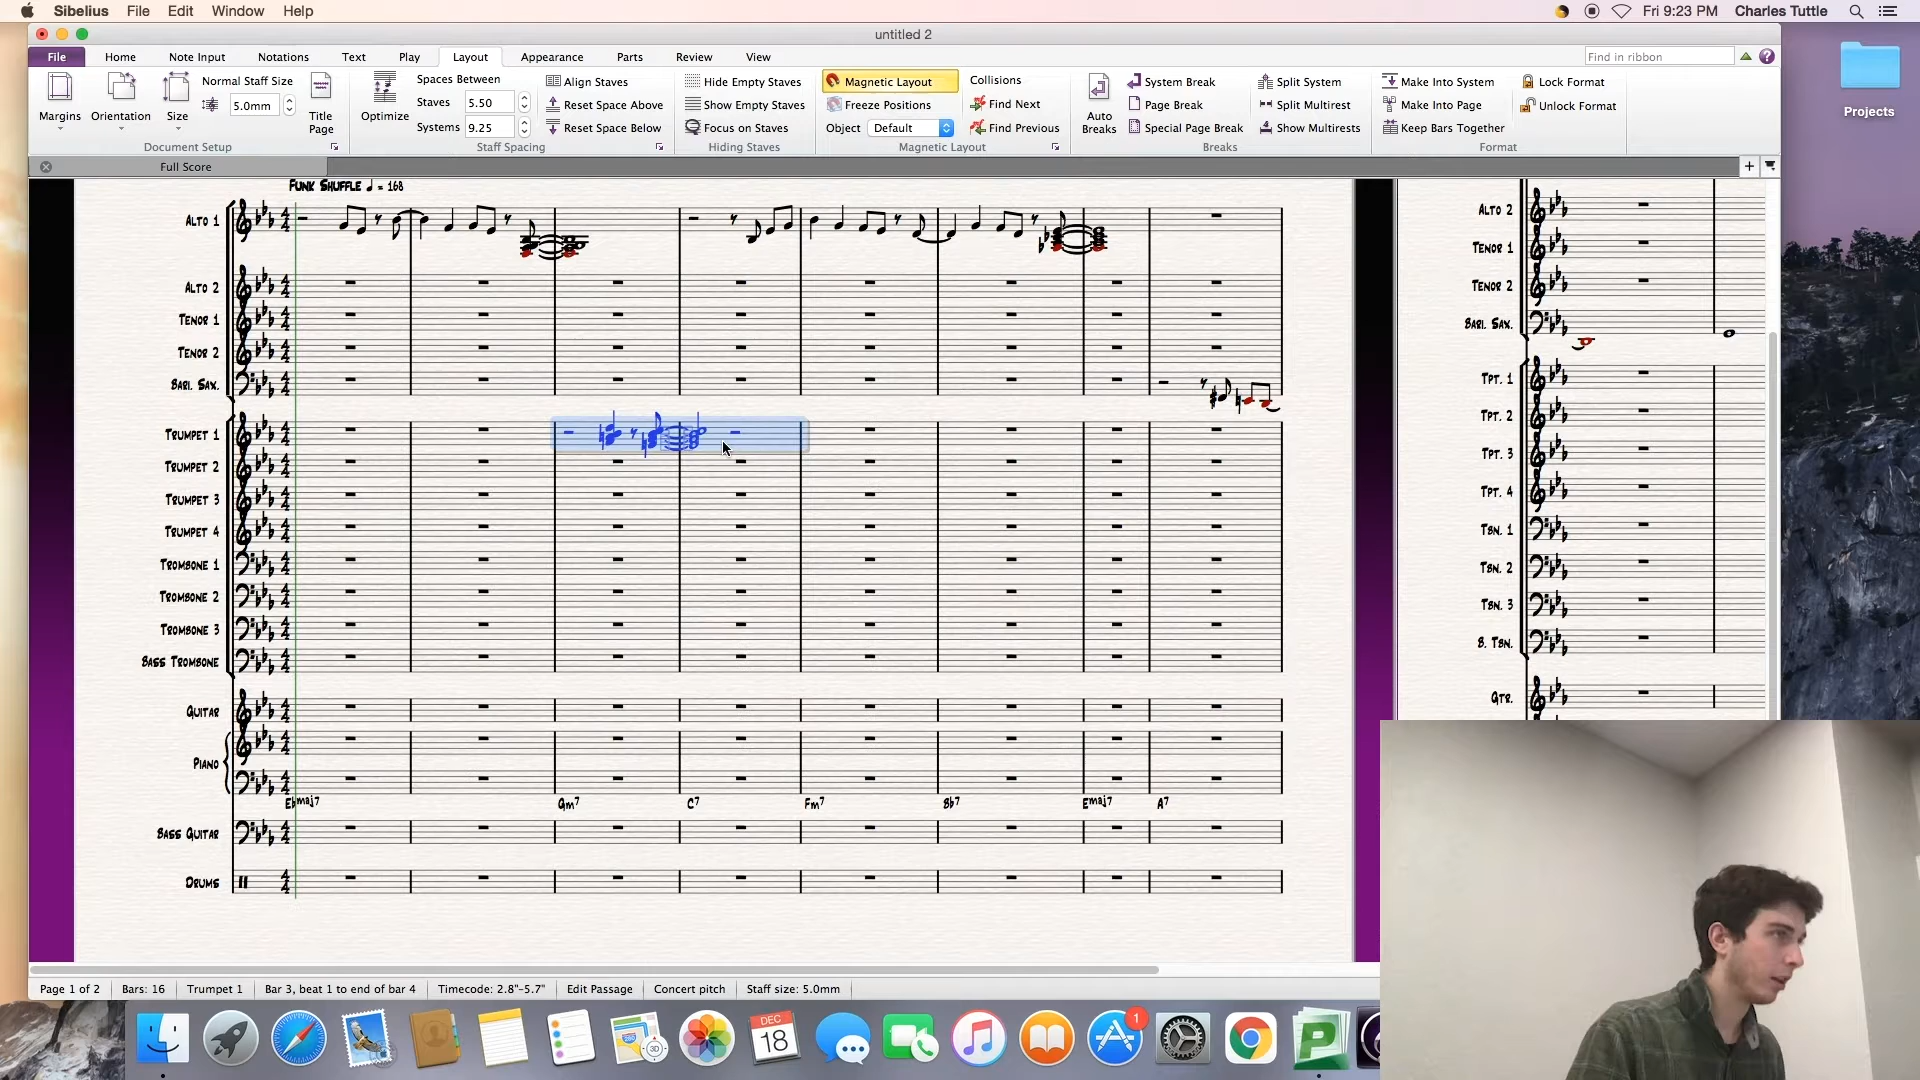 Sibelius File Edit Window Help
Fri 9:23 PM Charles Tuttle
untitled 2
File Home Note Input Notations Text Play Layout Appearance Parts Review View
Find in ribbon
Projects
Margins
Orientation
Size
Normal Staff Size
5.0mm
Title
Page
Document Setup
Optimize
Spaces Between
Staves 5.50
Systems 9.25
Align Staves
Reset Space Above
Reset Space Below
Staff Spacing
Hide Empty Staves
Show Empty Staves
Focus on Staves
Hiding Staves
Magnetic Layout
Freeze Positions
Object Default
Collisions
Find Next
Find Previous
Magnetic Layout
Auto
Breaks
System Break
Page Break
Special Page Break
Split System
Split Multirest
Show Multirests
Breaks
Make Into System
Make Into Page
Keep Bars Together
Lock Format
Unlock Format
Format
Full Score
Funk Shuffle ♩ = 168
Alto 1
Alto 2
Tenor 1
Tenor 2
Bari. Sax.
Trumpet 1
Trumpet 2
Trumpet 3
Trumpet 4
Trombone 1
Trombone 2
Trombone 3
Bass Trombone
Guitar
Piano
E♭maj7 Gm7 C7 Fm7 B♭7 Emaj7 A7
Bass Guitar
Drums
Alto 2
Tenor 1
Tenor 2
Bari. Sax.
Tpt. 1
Tpt. 2
Tpt. 3
Tpt. 4
Tbn. 1
Tbn. 2
Tbn. 3
B. Tbn.
Gtr.
Page 1 of 2 Bars: 16 Trumpet 1 Bar 3, beat 1 to end of bar 4 Timecode: 2.8"-5.7" Edit Passage Concert pitch Staff size: 5.0mm
DEC
18
1